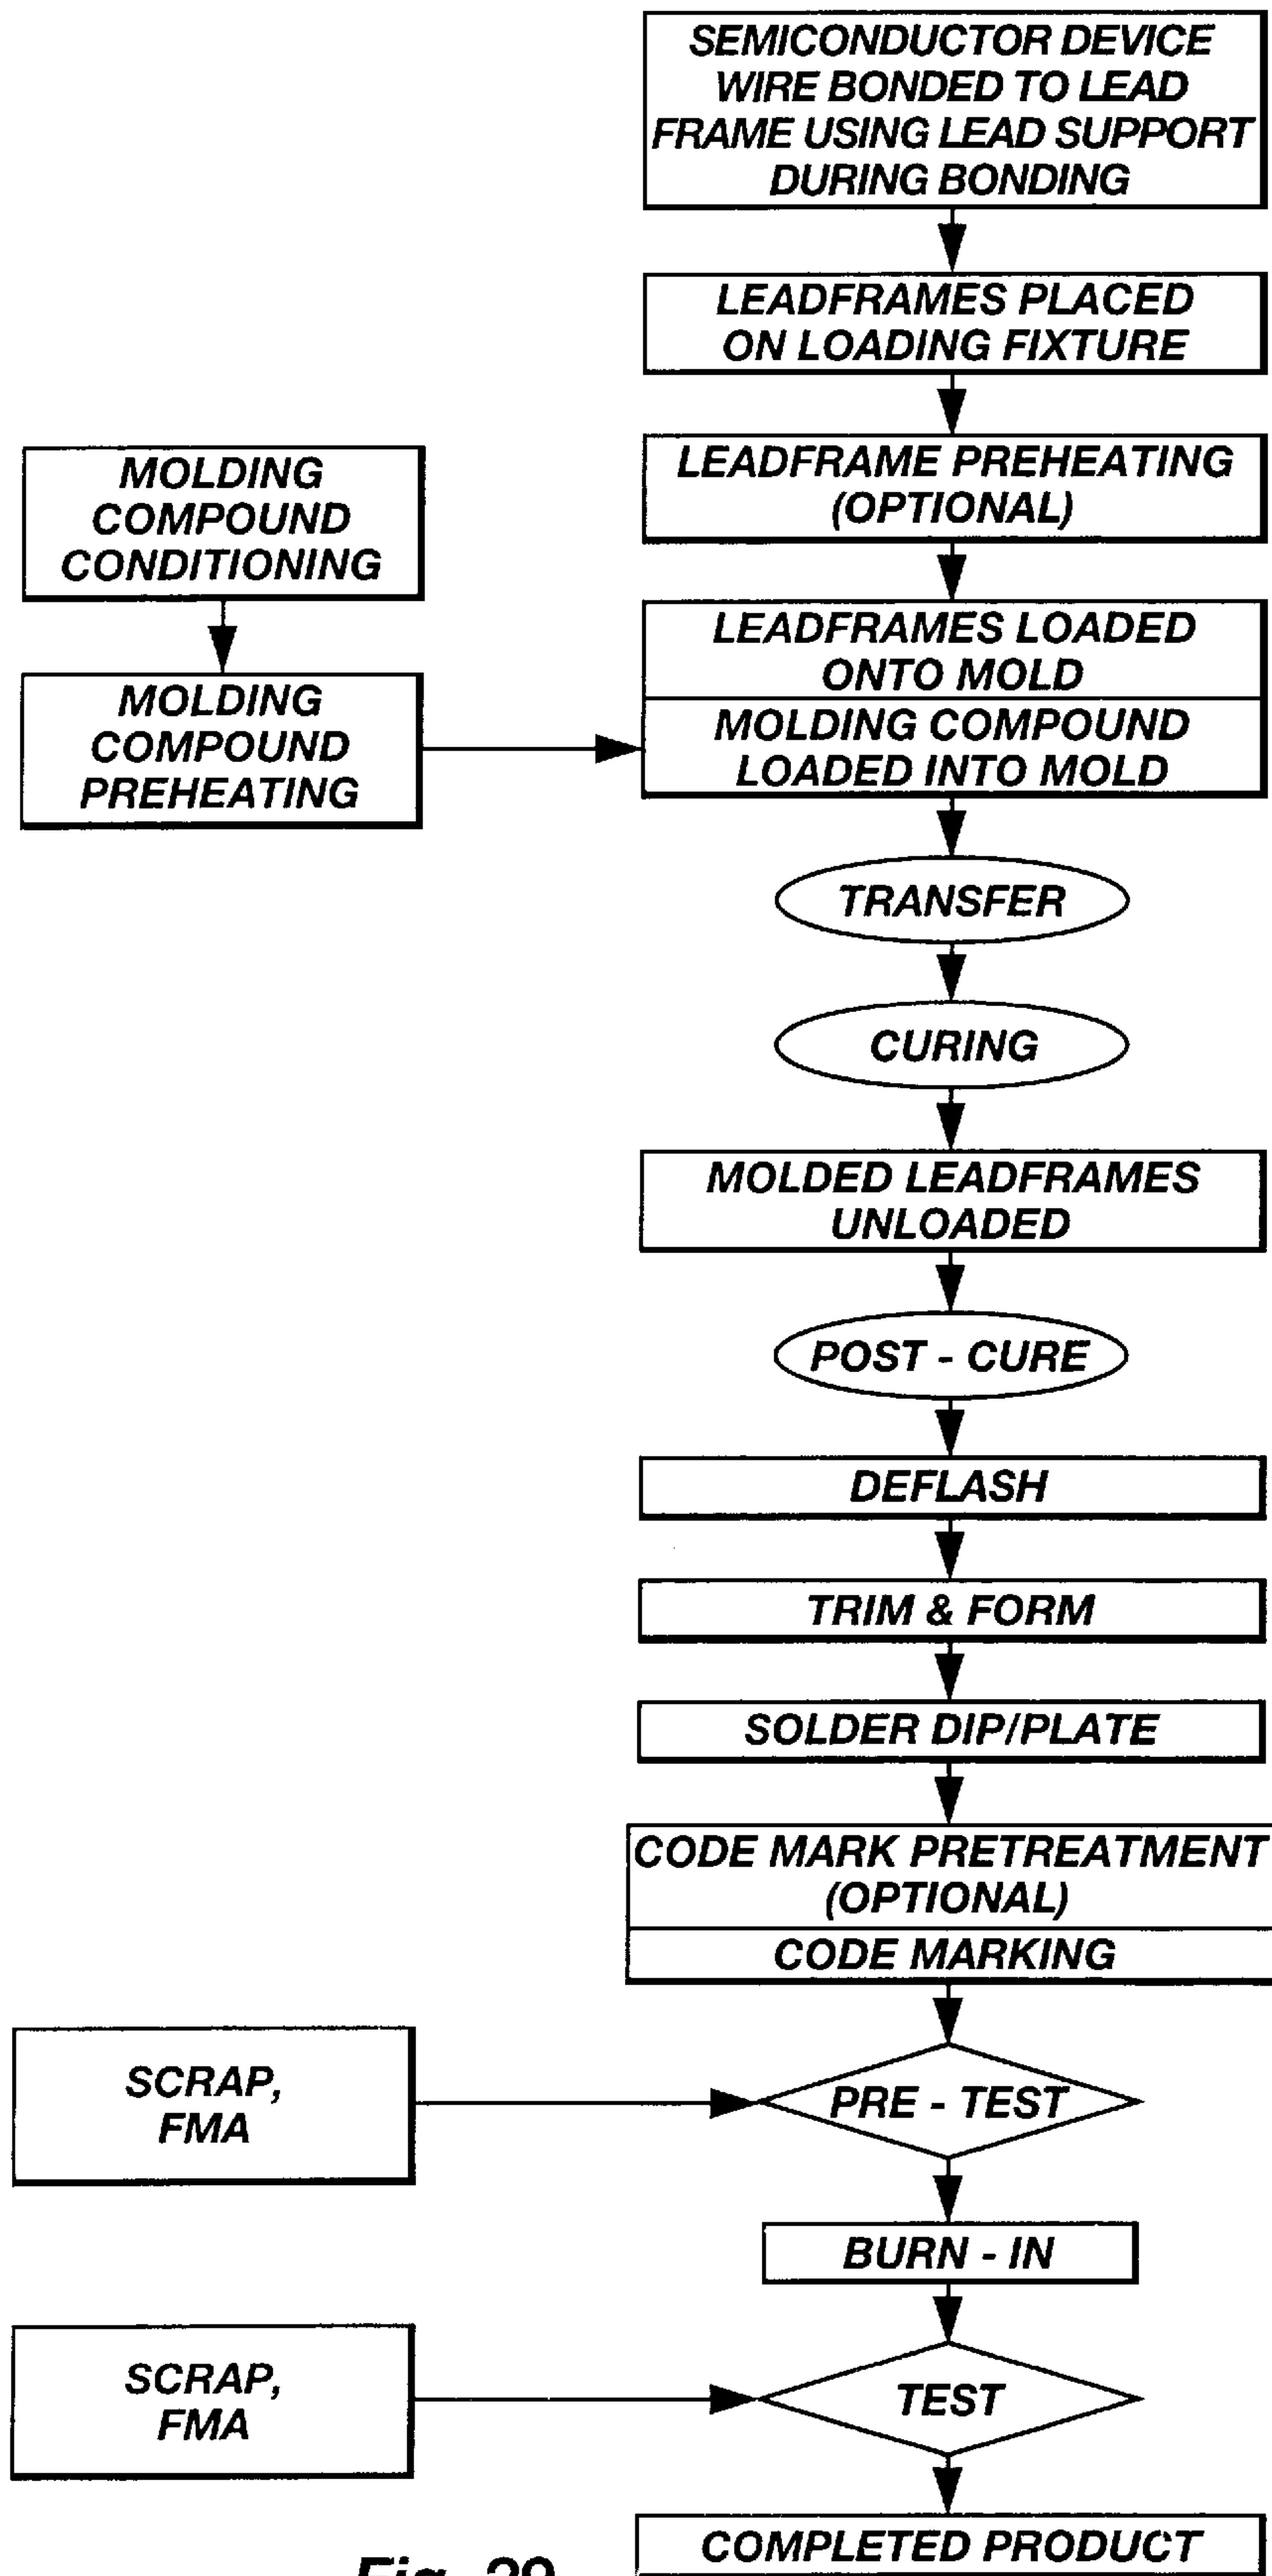 SEMICONDUCTOR DEVICE
WIRE BONDED TO LEAD
FRAME USING LEAD SUPPORT
DURING BONDING
LEADFRAMES PLACED
ON LOADING FIXTURE
LEADFRAME PREHEATING
(OPTIONAL)
MOLDING
COMPOUND
CONDITIONING
LEADFRAMES LOADED
ONTO MOLD
MOLDING
COMPOUND
PREHEATING
MOLDING COMPOUND
LOADED INTO MOLD
TRANSFER
CURING
MOLDED LEADFRAMES
UNLOADED
POST - CURE
DEFLASH
TRIM & FORM
SOLDER DIP/PLATE
CODE MARK PRETREATMENT
(OPTIONAL)
CODE MARKING
SCRAP,
FMA
PRE - TEST
BURN - IN
SCRAP,
FMA
TEST
COMPLETED PRODUCT
Fig.